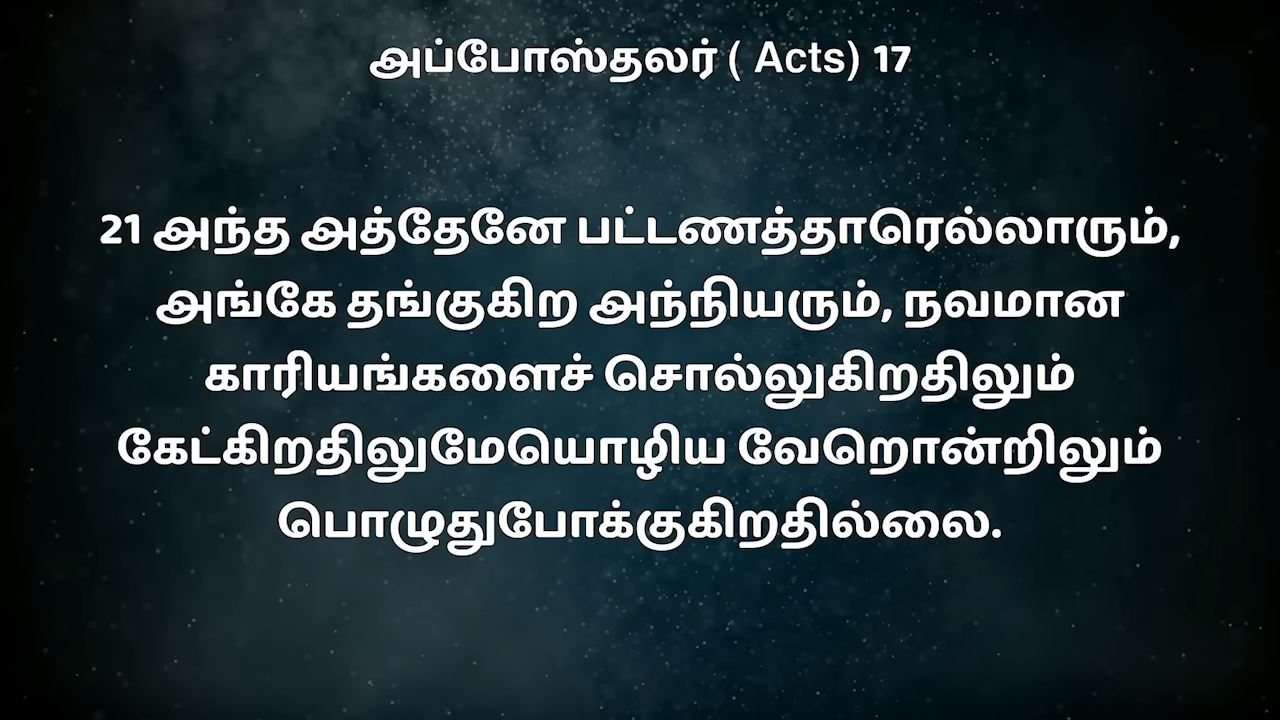 அப்போஸ்தலர் ( Acts) 17
21 அந்த அத்தேனே பட்டணத்தாரெல்லாரும்,
அங்கே தங்குகிற அந்நியரும், நவமான
காரியங்களைச் சொல்லுகிறதிலும்
கேட்கிறதிலுமேயொழிய வேறொன்றிலும்
பொழுதுபோக்குகிறதில்லை.